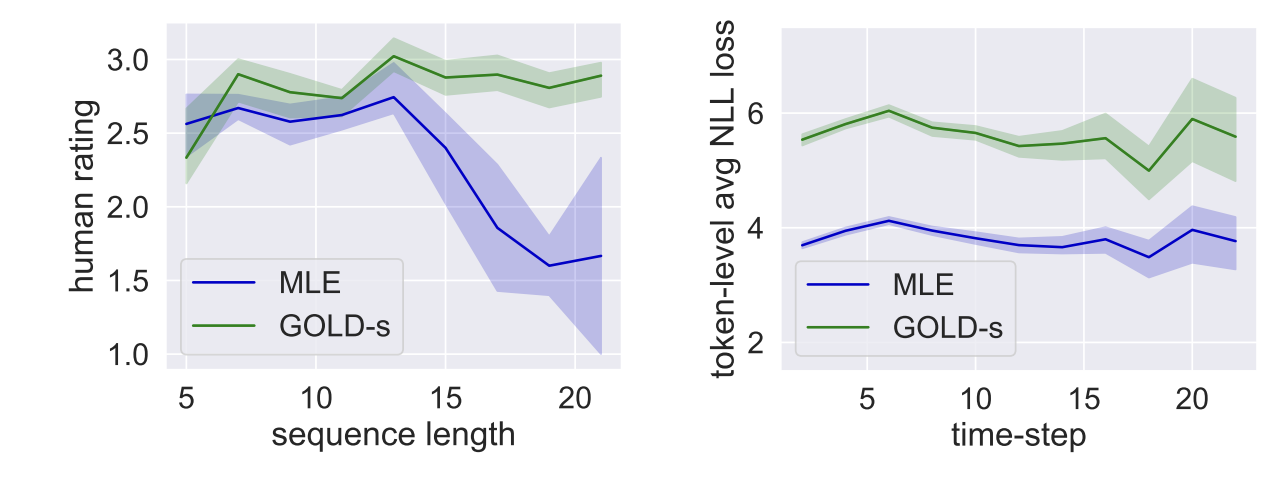 human rating
3.0
2.5
2.0
1.5
1.0
MLE
GOLD-s
5 10 15 20
sequence length
token-level avg NLL loss
6
4
2
MLE
GOLD-s
5 10 15 20
time-step